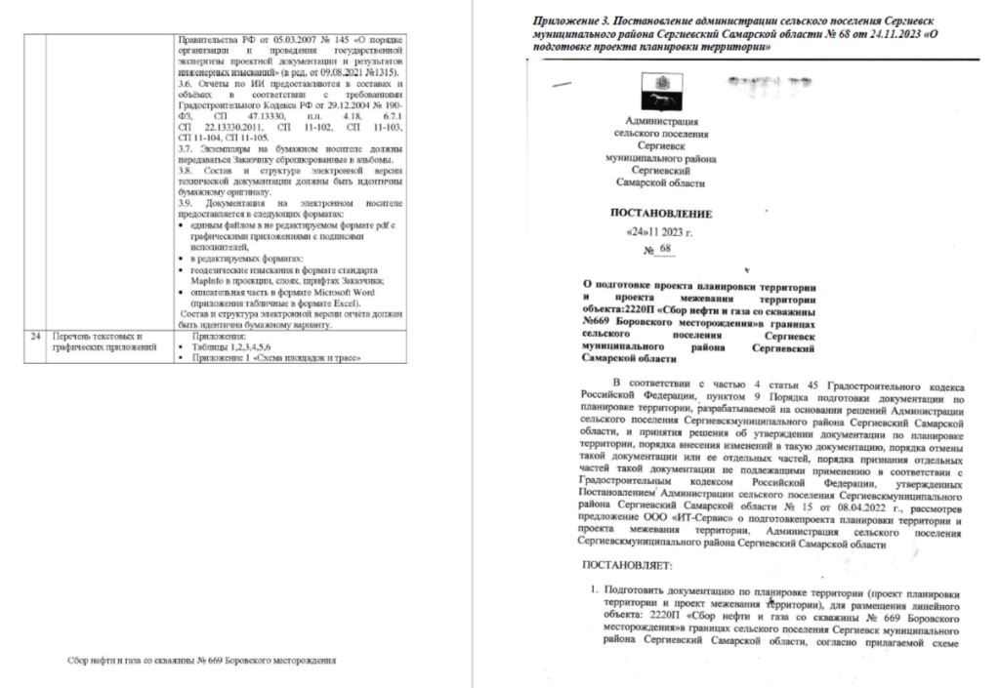 Правительства РФ от 05.03.2007 № 145 «О порядке
организации и проведения государственной
экспертизы проектной документации и результатов
инженерных изысканий» (в ред. от 09.08.2021 №1315).
3.6. Отчёты по ИИ предоставляются в составах и
объёмах в соответствии с требованиями
Градостроительного Кодекса РФ от 29.12.2004 № 190-
ФЗ, СП 47.13330, п.п. 4.18, 6.7.1
СП 22.13330.2011, СП 11-102, СП 11-103,
СП 11-104, СП 11-105.
3.7. Экземпляры на бумажном носителе должны
передаваться Заказчику сброшюрованные в альбомы.
3.8. Состав и структура электронной версии
технической документации должны быть идентичны
бумажному оригиналу.
3.9. Документация на электронном носителе
предоставляется в следующих форматах:
• единым файлом в не редактируемом формате pdf с
графическими приложениями с подписями
исполнителей,
• в редактируемых форматах:
• геодезические изыскания в формате стандарта
MapInfo в проекции, слоях, шрифтах Заказчика;
• описательная часть в формате Microsoft Word
(приложения табличные в формате Excel).
Состав и структура электронной версии отчёта должен
быть идентична бумажному варианту.
24 Перечень текстовых и графических приложений
Приложения:
• Таблицы 1,2,3,4,5,6
• Приложение 1 «Схема площадок и трасс»
Сбор нефти и газа со скважины № 669 Боровского месторождения
Приложение 3. Постановление администрации сельского поселения Сергиевск
муниципального района Сергиевский Самарской области № 68 от 24.11.2023 «О
подготовке проекта планировки территории»
Администрация
сельского поселения
Сергиевск
муниципального района
Сергиевский
Самарской области
ПОСТАНОВЛЕНИЕ
«24»11 2023 г.
№ 68
О подготовке проекта планировки территории
и проекта межевания территории
объекта:2220П «Сбор нефти и газа со скважины
№669 Боровского месторождения»в границах
сельского поселения Сергиевск
муниципального района Сергиевский
Самарской области
В соответствии с частью 4 статьи 45 Градостроительного кодекса
Российской Федерации, пунктом 9 Порядка подготовки документации по
планировке территории, разрабатываемой на основании решений Администрации
сельского поселения Сергиевскмуниципального района Сергиевский Самарской
области, и принятия решения об утверждении документации по планировке
территории, порядка внесения изменений в такую документацию, порядка отмены
такой документации или ее отдельных частей, порядка признания отдельных
частей такой документации не подлежащими применению в соответствии с
Градостроительным кодексом Российской Федерации, утвержденных
Постановлением Администрации сельского поселения Сергиевскмуниципального
района Сергиевский Самарской области № 15 от 08.04.2022 г., рассмотрев
предложение ООО «ИТ-Сервис» о подготовкепроекта планировки территории и
проекта межевания территории, Администрация сельского поселения
Сергиевскмуниципального района Сергиевский Самарской области
ПОСТАНОВЛЯЕТ:
1. Подготовить документацию по планировке территории (проект планировки
территории и проект межевания территории), для размещения линейного
объекта: 2220П «Сбор нефти и газа со скважины № 669 Боровского
месторождения»в границах сельского поселения Сергиевск муниципального
района Сергиевский Самарской области, согласно прилагаемой схеме